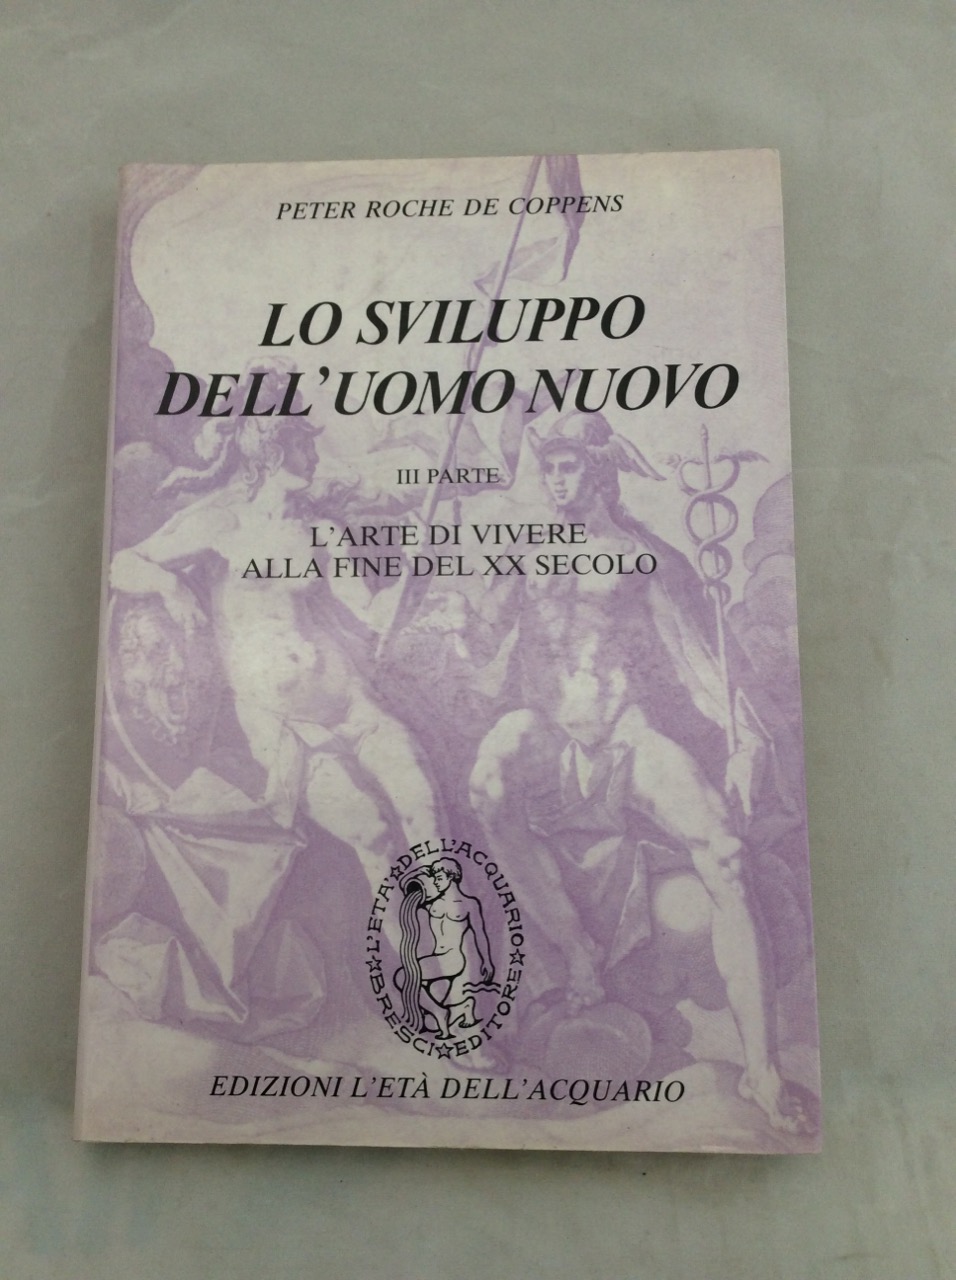 PETER ROCHE DE COPPENS
LO SVILUPPO
DELL'UOMO NUOVO
III PARTE
L'ARTE DI VIVERE
ALLA FINE DEL XX SECOLO
L'ETA' DELL'ACQUARIO
BRESCI EDITORE
EDIZIONI L'ETÀ DELL'ACQUARIO